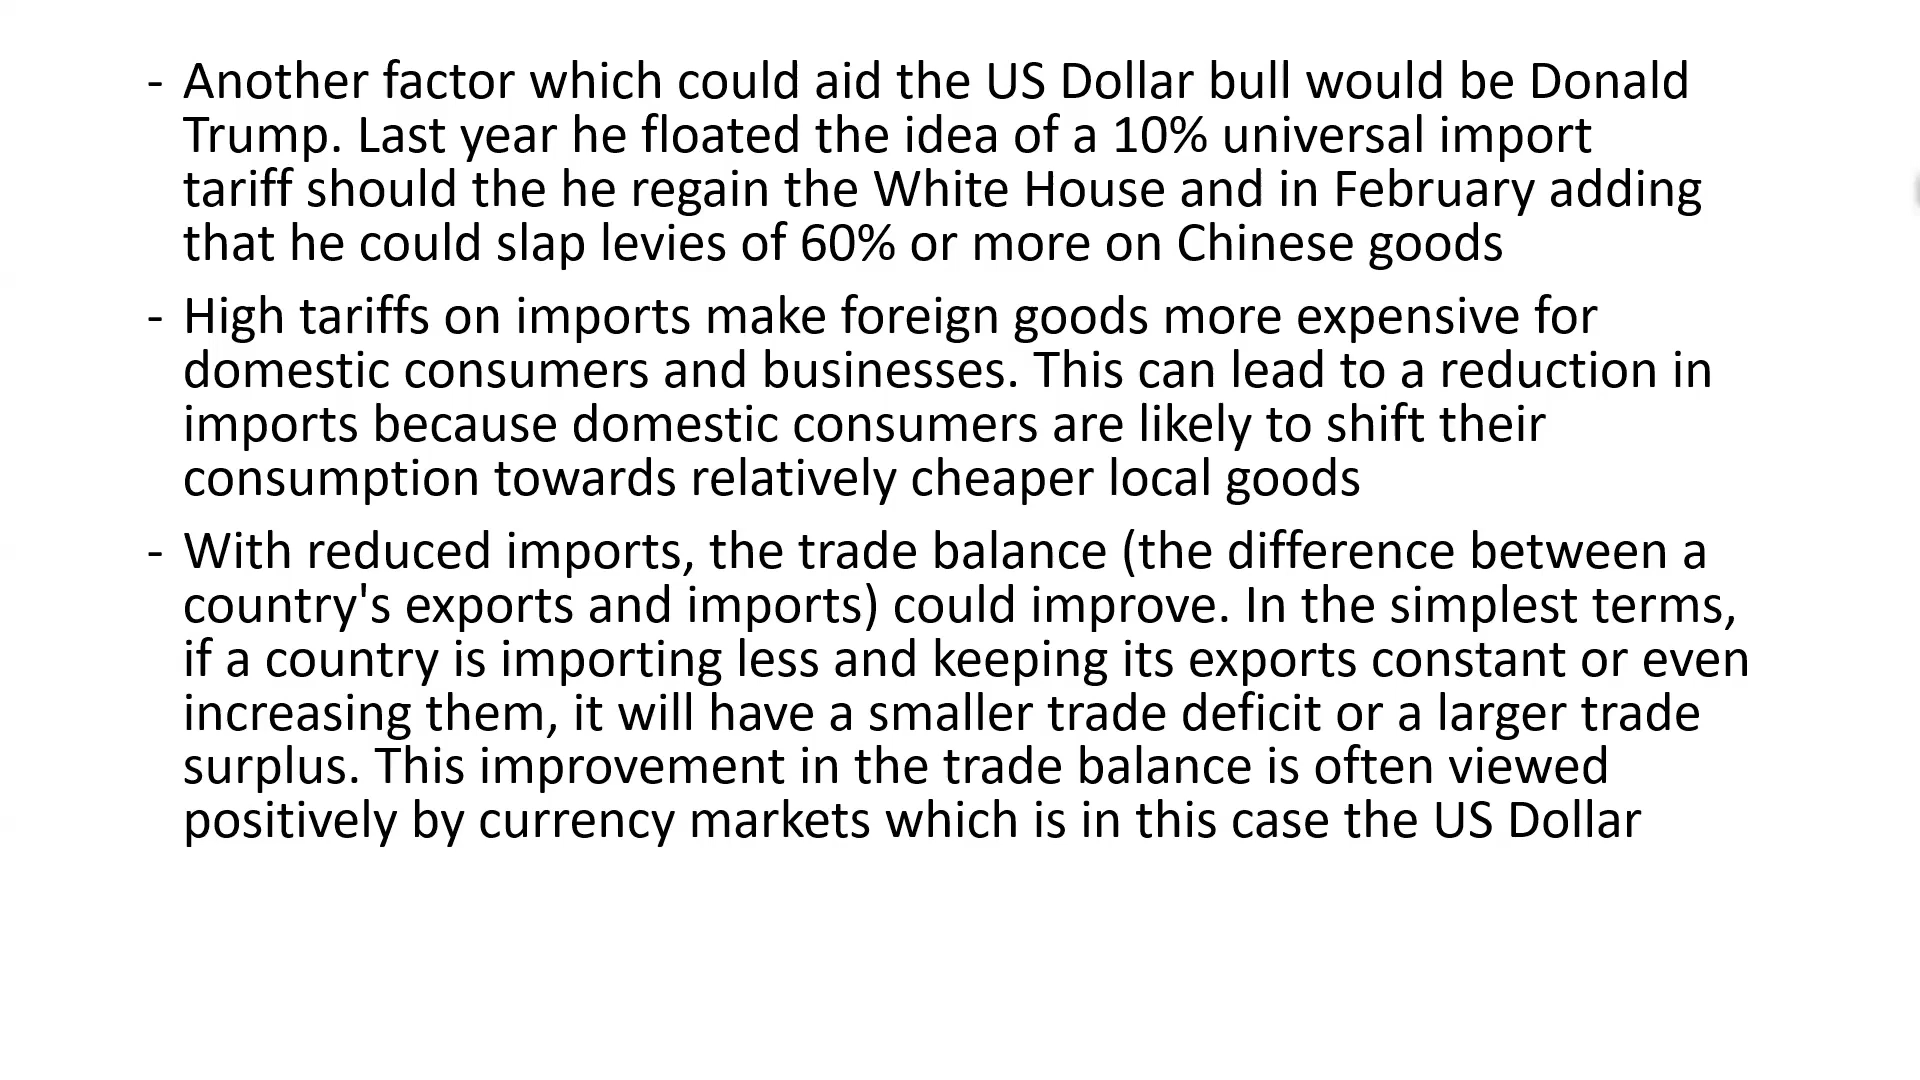 - Another factor which could aid the US Dollar bull would be Donald
Trump. Last year he floated the idea of a 10% universal import
tariff should the he regain the White House and in February adding
that he could slap levies of 60% or more on Chinese goods
- High tariffs on imports make foreign goods more expensive for
domestic consumers and businesses. This can lead to a reduction in
imports because domestic consumers are likely to shift their
consumption towards relatively cheaper local goods
- With reduced imports, the trade balance (the difference between a
country's exports and imports) could improve. In the simplest terms,
if a country is importing less and keeping its exports constant or even
increasing them, it will have a smaller trade deficit or a larger trade
surplus. This improvement in the trade balance is often viewed
positively by currency markets which is in this case the US Dollar